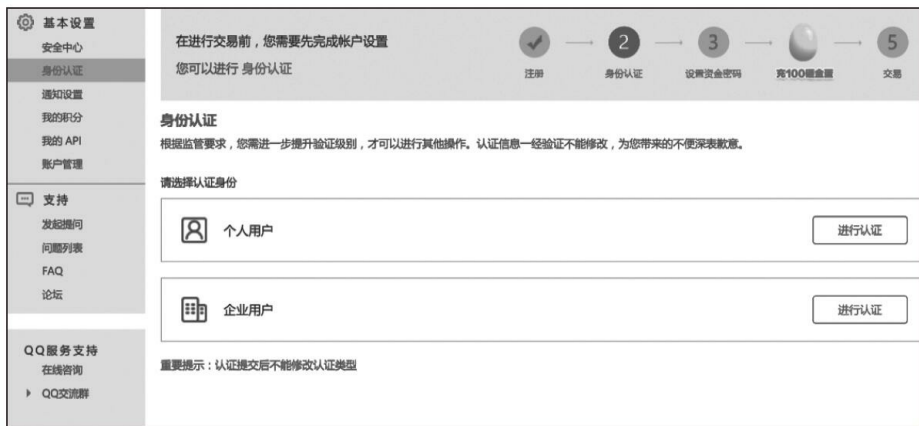 基本设置
安全中心
身份认证
通知设置
我的积分
我的 API
账户管理
支持
发起提问
问题列表
FAQ
论坛
QQ服务支持
在线咨询
QQ交流群
在进行交易前，您需要先完成帐户设置
您可以进行 身份认证
2
3
5
注册
身份认证
设置资金密码
充100砸金蛋
交易
身份认证
根据监管要求，您需进一步提升验证级别，才可以进行其他操作。认证信息一经验证不能修改，为您带来的不便深表歉意。
请选择认证身份
个人用户
进行认证
企业用户
进行认证
重要提示：认证提交后不能修改认证类型